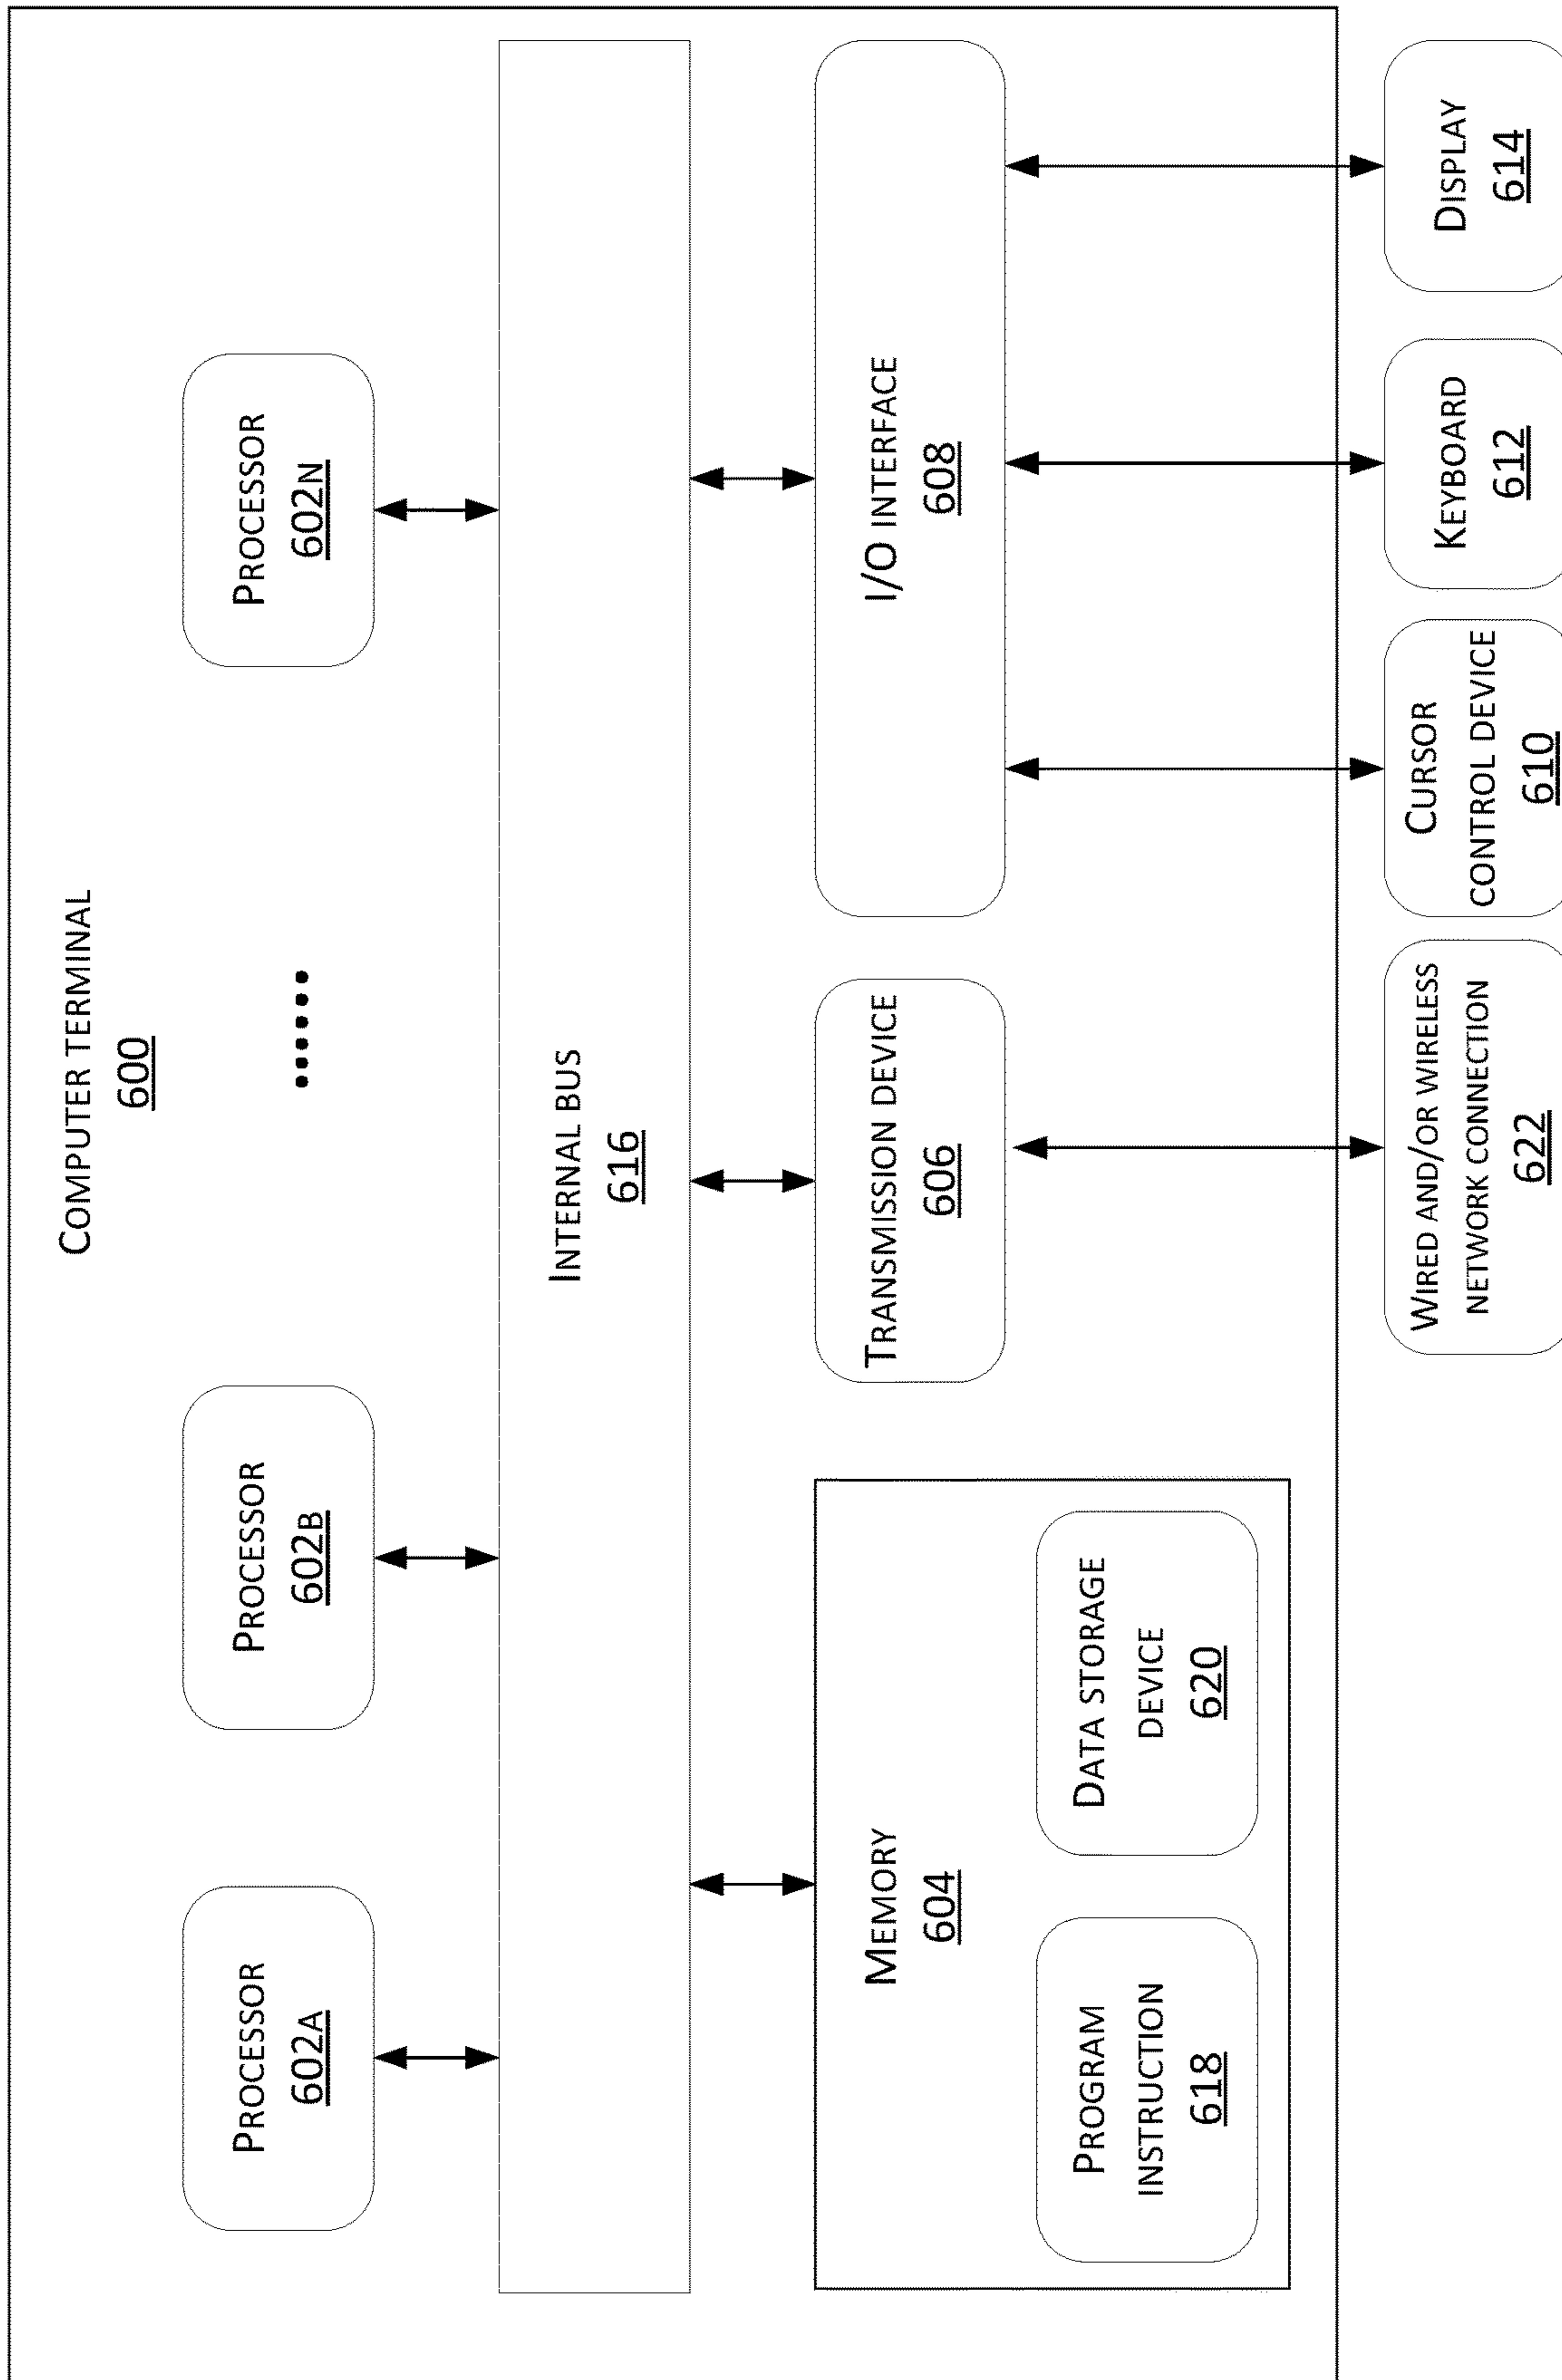 COMPUTER TERMINAL
600
PROCESSOR
602A
PROCESSOR
602B
......
PROCESSOR
602N
INTERNAL BUS
616
MEMORY
604
PROGRAM
INSTRUCTION
618
DATA STORAGE
DEVICE
620
TRANSMISSION DEVICE
606
I/O INTERFACE
608
WIRED AND/OR WIRELESS
NETWORK CONNECTION
622
CURSOR
CONTROL DEVICE
610
KEYBOARD
612
DISPLAY
614